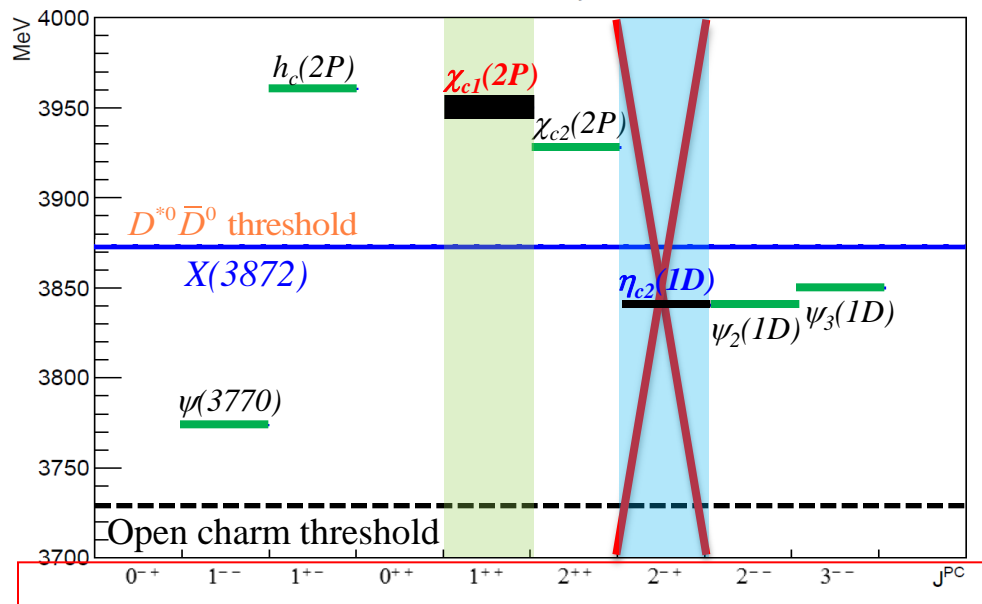 MeV
4000
3950
3900
3850
3800
3750
3700
h_c(2P)
χ_c1(2P)
χ_c2(2P)
D*⁰D̄⁰ threshold
X(3872)
η_c2(1D)
ψ_2(1D)
ψ_3(1D)
ψ(3770)
Open charm threshold
0⁻⁺ 1⁻⁻ 1⁺⁻ 0⁺⁺ 1⁺⁺ 2⁺⁺ 2⁻⁺ 2⁻⁻ 3⁻⁻ J^PC